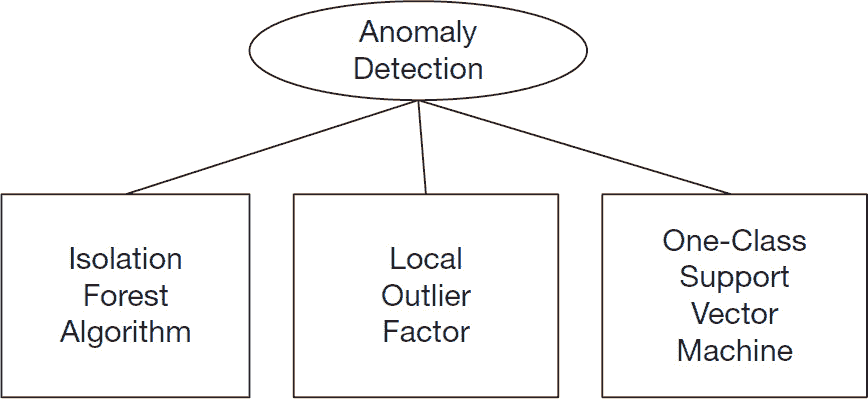 Anomaly
Detection
Isolation
Forest
Algorithm
Local
Outlier
Factor
One-Class
Support
Vector
Machine